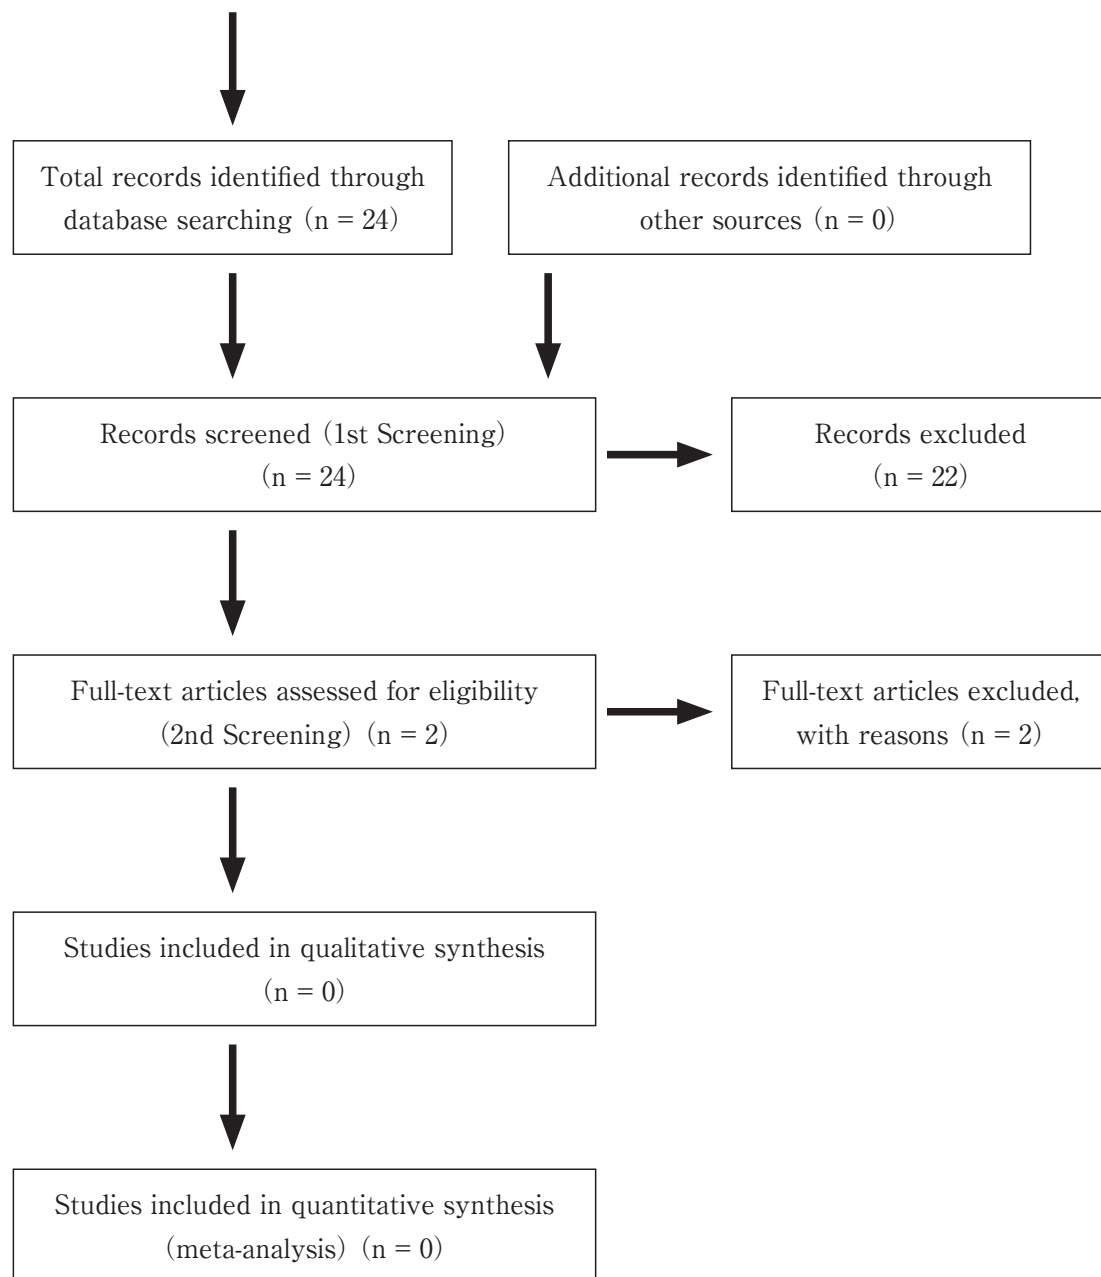 Total records identified through
database searching (n = 24)
Additional records identified through
other sources (n = 0)
Records screened (1st Screening)
(n = 24)
Records excluded
(n = 22)
Full-text articles assessed for eligibility
(2nd Screening) (n = 2)
Full-text articles excluded,
with reasons (n = 2)
Studies included in qualitative synthesis
(n = 0)
Studies included in quantitative synthesis
(meta-analysis) (n = 0)